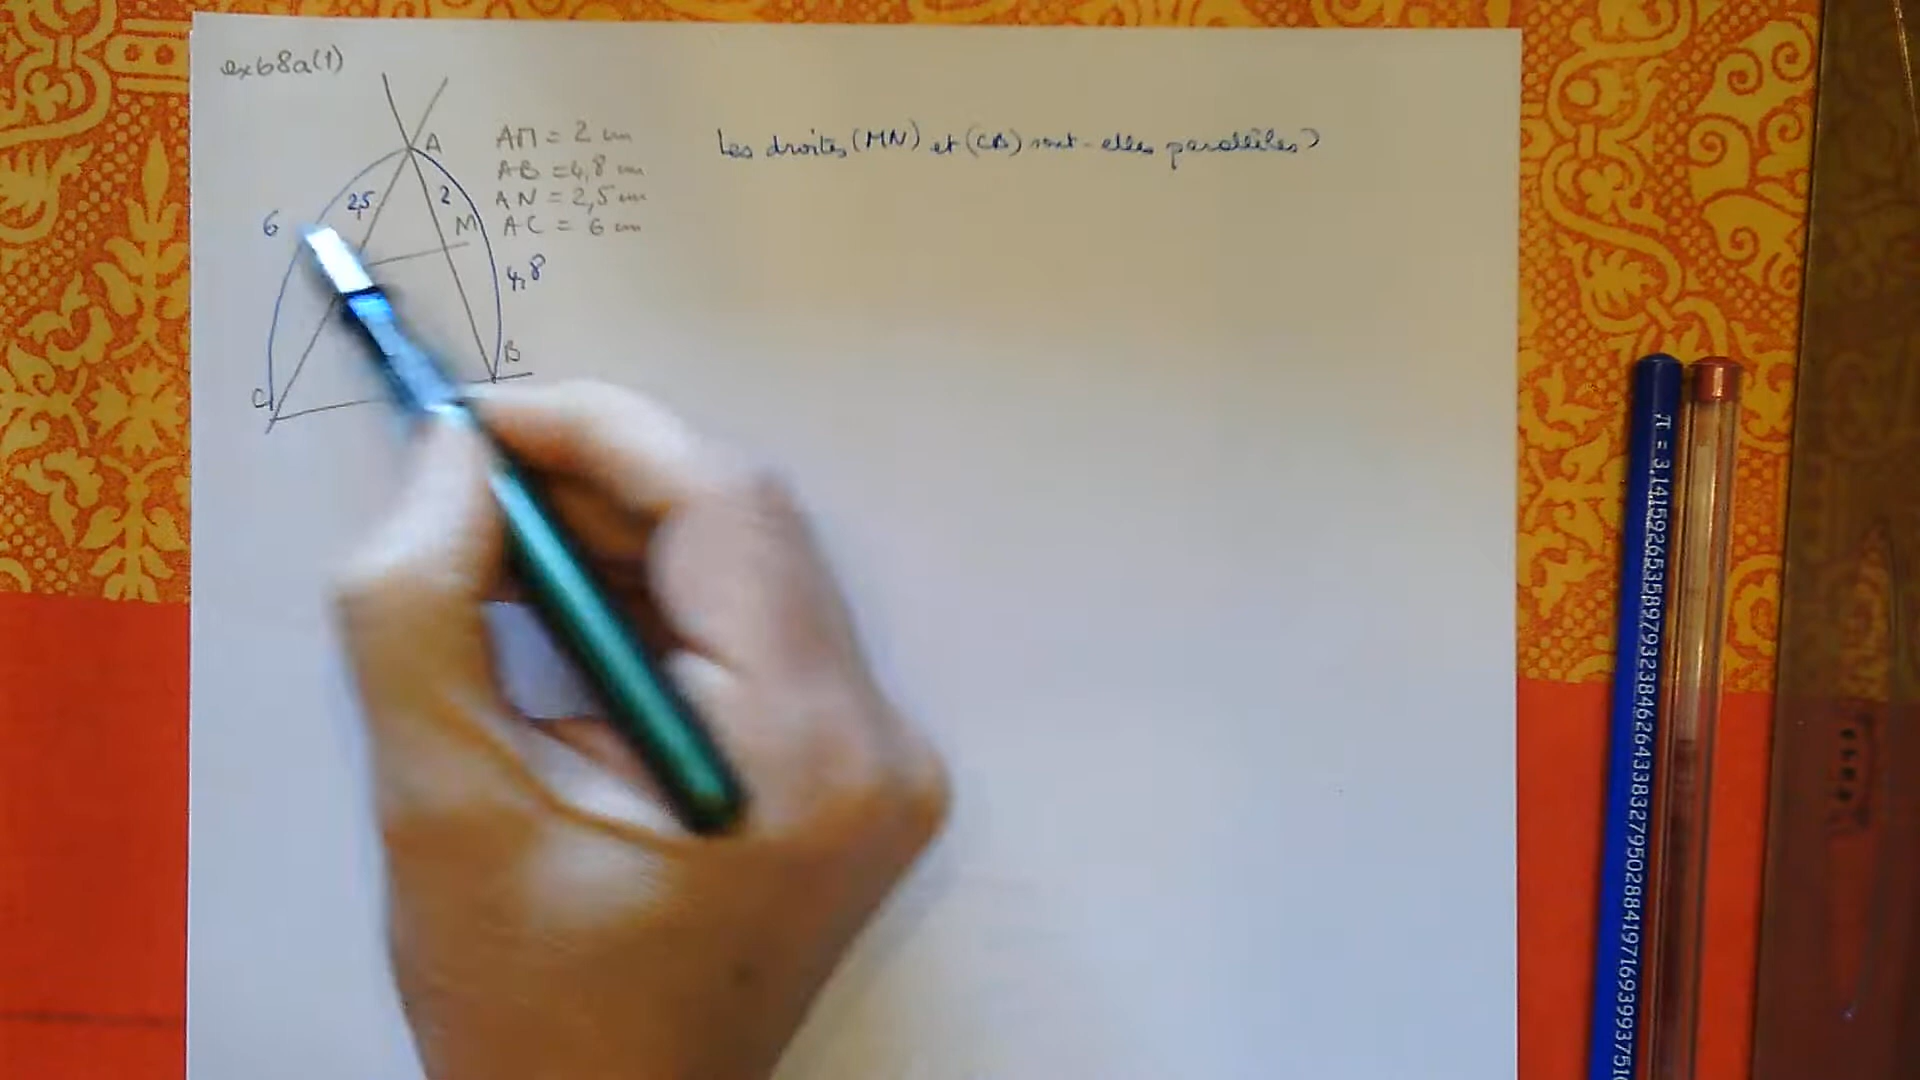 ex68a(1)
A
AM = 2 cm
AB = 4,8 cm
AN = 2,5 cm
AC = 6 cm
Les droites (MN) et (CB) sont-elles parallèles ?
2,5
2
M
6
4,8
B
C
π = 3,14159265358979323846264338327950288419716939937510